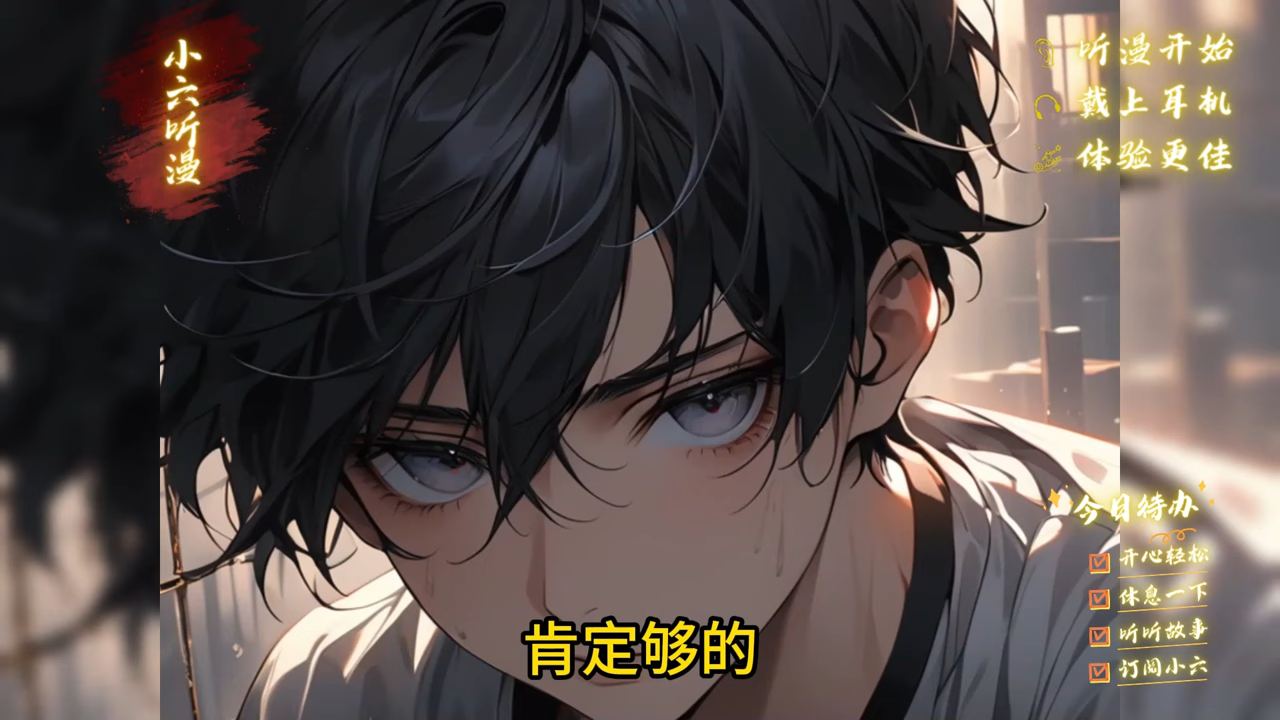 小六听漫
听漫开始
戴上耳机
体验更佳
今日待办
开心轻松
休息一下
听听故事
订阅小六
肯定够的